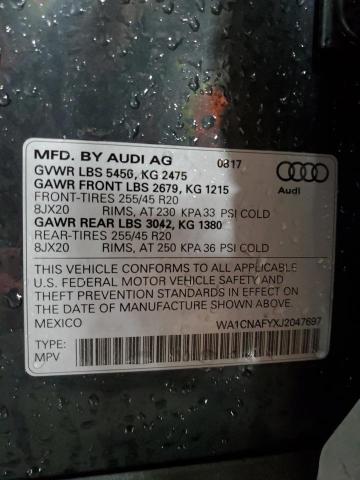 MFD. BY AUDI AG 0817
GVWR LBS 5456, KG 2475
GAWR FRONT LBS 2679, KG 1215
FRONT-TIRES 255/45 R20
8JX20 RIMS, AT 230 KPA 33 PSI COLD
GAWR REAR LBS 3042, KG 1380
REAR-TIRES 255/45 R20
8JX20 RIMS, AT 250 KPA 36 PSI COLD
Audi
THIS VEHICLE CONFORMS TO ALL APPLICABLE
U.S. FEDERAL MOTOR VEHICLE SAFETY AND
THEFT PREVENTION STANDARDS IN EFFECT ON
THE DATE OF MANUFACTURE SHOWN ABOVE.
MEXICO WA1CNAFYXJ2047697
TYPE:
MPV